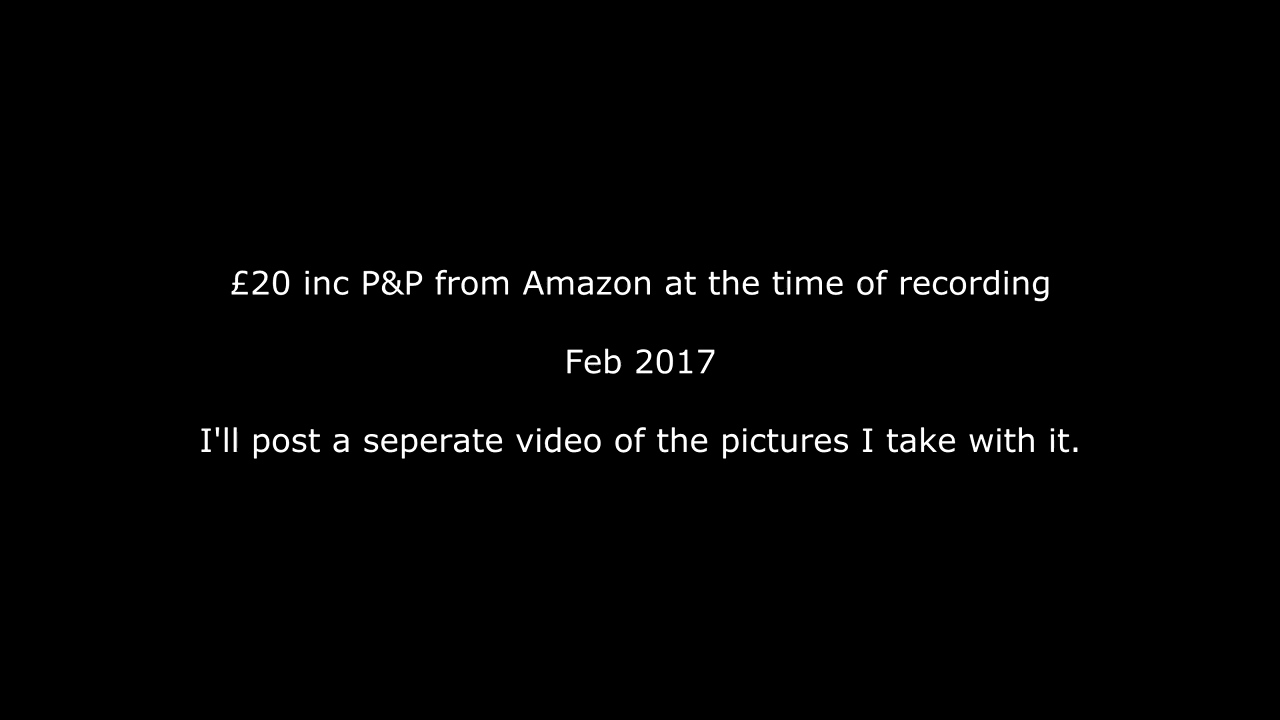 £20 inc P&P from Amazon at the time of recording
Feb 2017
I'll post a seperate video of the pictures I take with it.